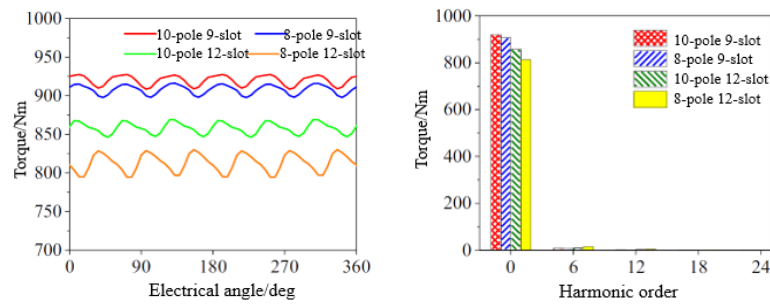 Torque/Nm
1000
950
900
850
800
750
700
10-pole 9-slot 8-pole 9-slot
10-pole 12-slot 8-pole 12-slot
0 90 180 270 360
Electrical angle/deg
Torque/Nm
1000
800
600
400
200
0
10-pole 9-slot
8-pole 9-slot
10-pole 12-slot
8-pole 12-slot
0 6 12 18 24
Harmonic order